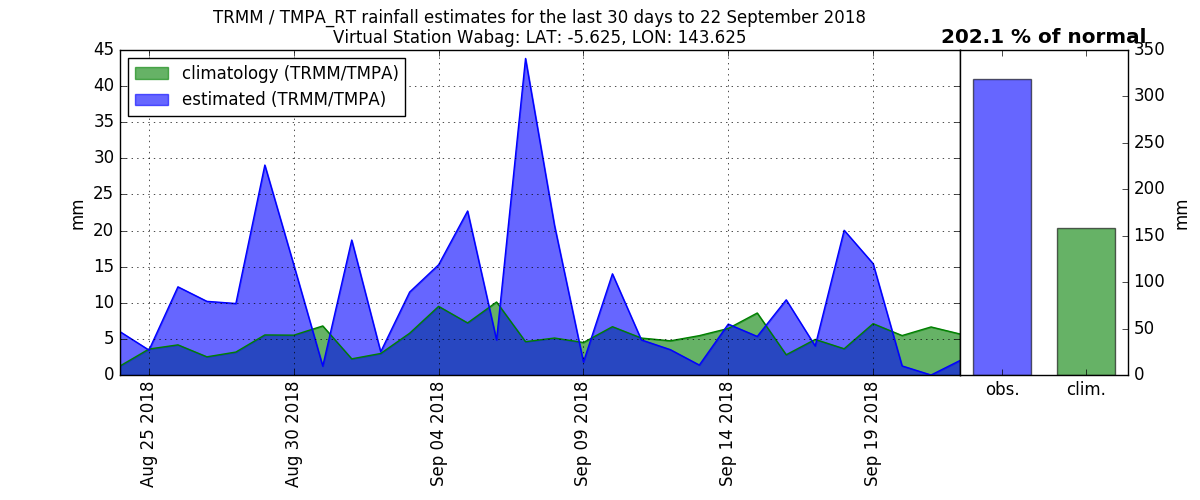 TRMM / TMPA_RT rainfall estimates for the last 30 days to 22 September 2018
Virtual Station Wabag: LAT: -5.625, LON: 143.625
202.1 % of normal
climatology (TRMM/TMPA)
estimated (TRMM/TMPA)
mm
45
40
35
30
25
20
15
10
5
0
Aug 25 2018
Aug 30 2018
Sep 04 2018
Sep 09 2018
Sep 14 2018
Sep 19 2018
obs.
clim.
350
300
250
200
150
100
50
0
mm